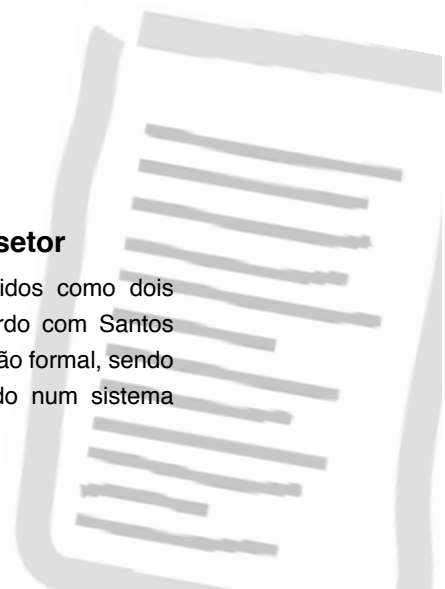 setor
idos como dois
rdo com Santos
ão formal, sendo
do num sistema